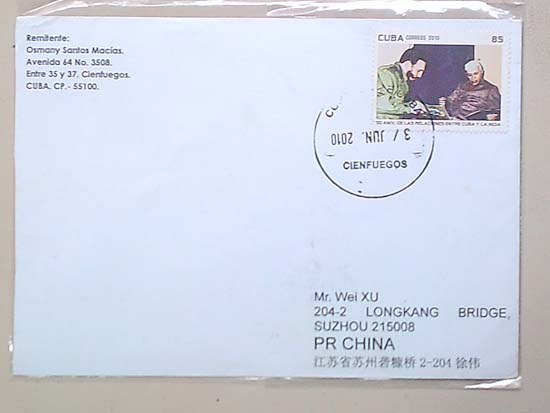 Remitente:
Osmany Santos Macías.
Avenida 64 No. 3508.
Entre 35 y 37. Cienfuegos.
CUBA. CP.- 55100.
CUBA CORREOS 2010 85
50 ANIV. DE LAS RELACIONES ENTRE CUBA Y LA INDIA
3 / JUN. 2010
CIENFUEGOS
Mr. Wei XU
204-2 LONGKANG BRIDGE,
SUZHOU 215008
PR CHINA
江苏省苏州砻糠桥2-204 徐伟